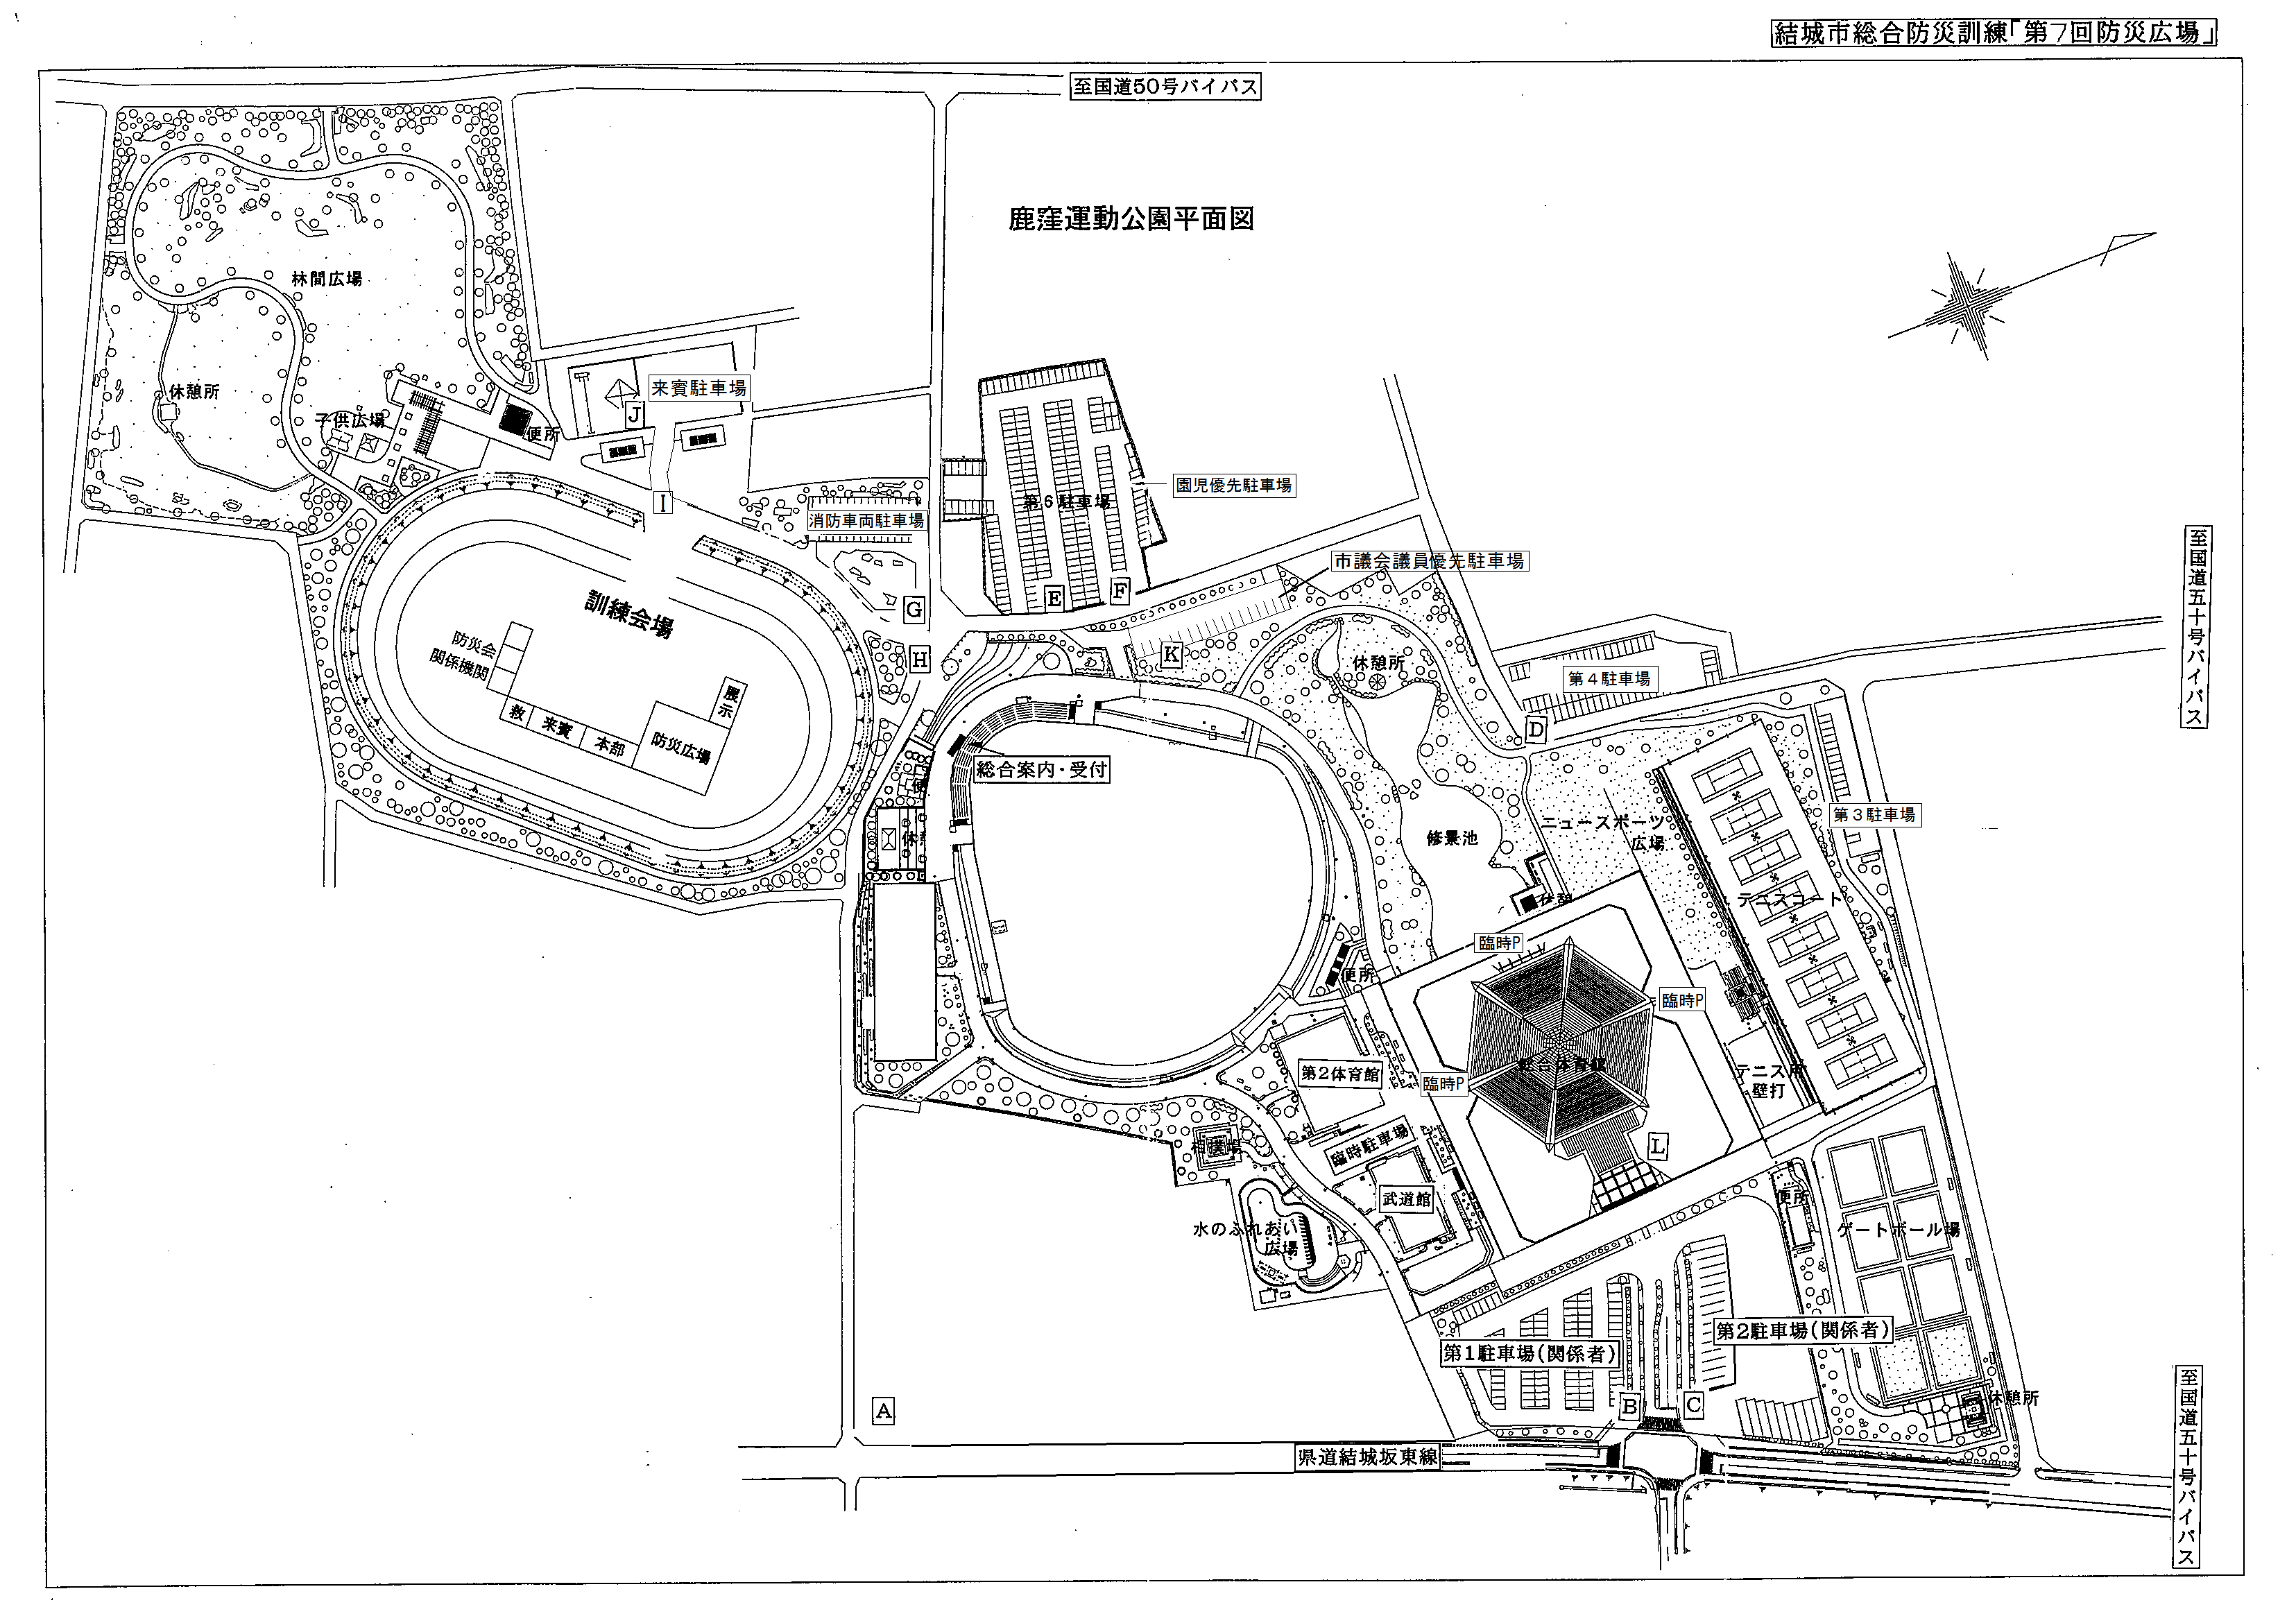 結城市総合防災訓練「第7回防災広場」
至国道50号バイパス
鹿窪運動公園平面図
林間広場
休憩所
子供広場
便所
来賓駐車場
J
I
消防車両駐車場
第6駐車場
園児優先駐車場
市議会議員優先駐車場
至国道五十号バイパス
E
F
G
H
K
訓練会場
防災会
関係機関
救
来賓
本部
防災広場
展示
休憩所
第4駐車場
D
総合案内・受付
便
休
修景池
ニュースポーツ
広場
第3駐車場
テニスコート
臨時P
便所
臨時P
総合体育館
第2体育館
臨時P
テニス用
壁打
臨時駐車場
相撲場
L
武道館
便所
水のふれあい
広場
ゲートボール場
第1駐車場(関係者)
第2駐車場(関係者)
休憩所
A
B
C
県道結城坂東線
至国道五十号バイパス